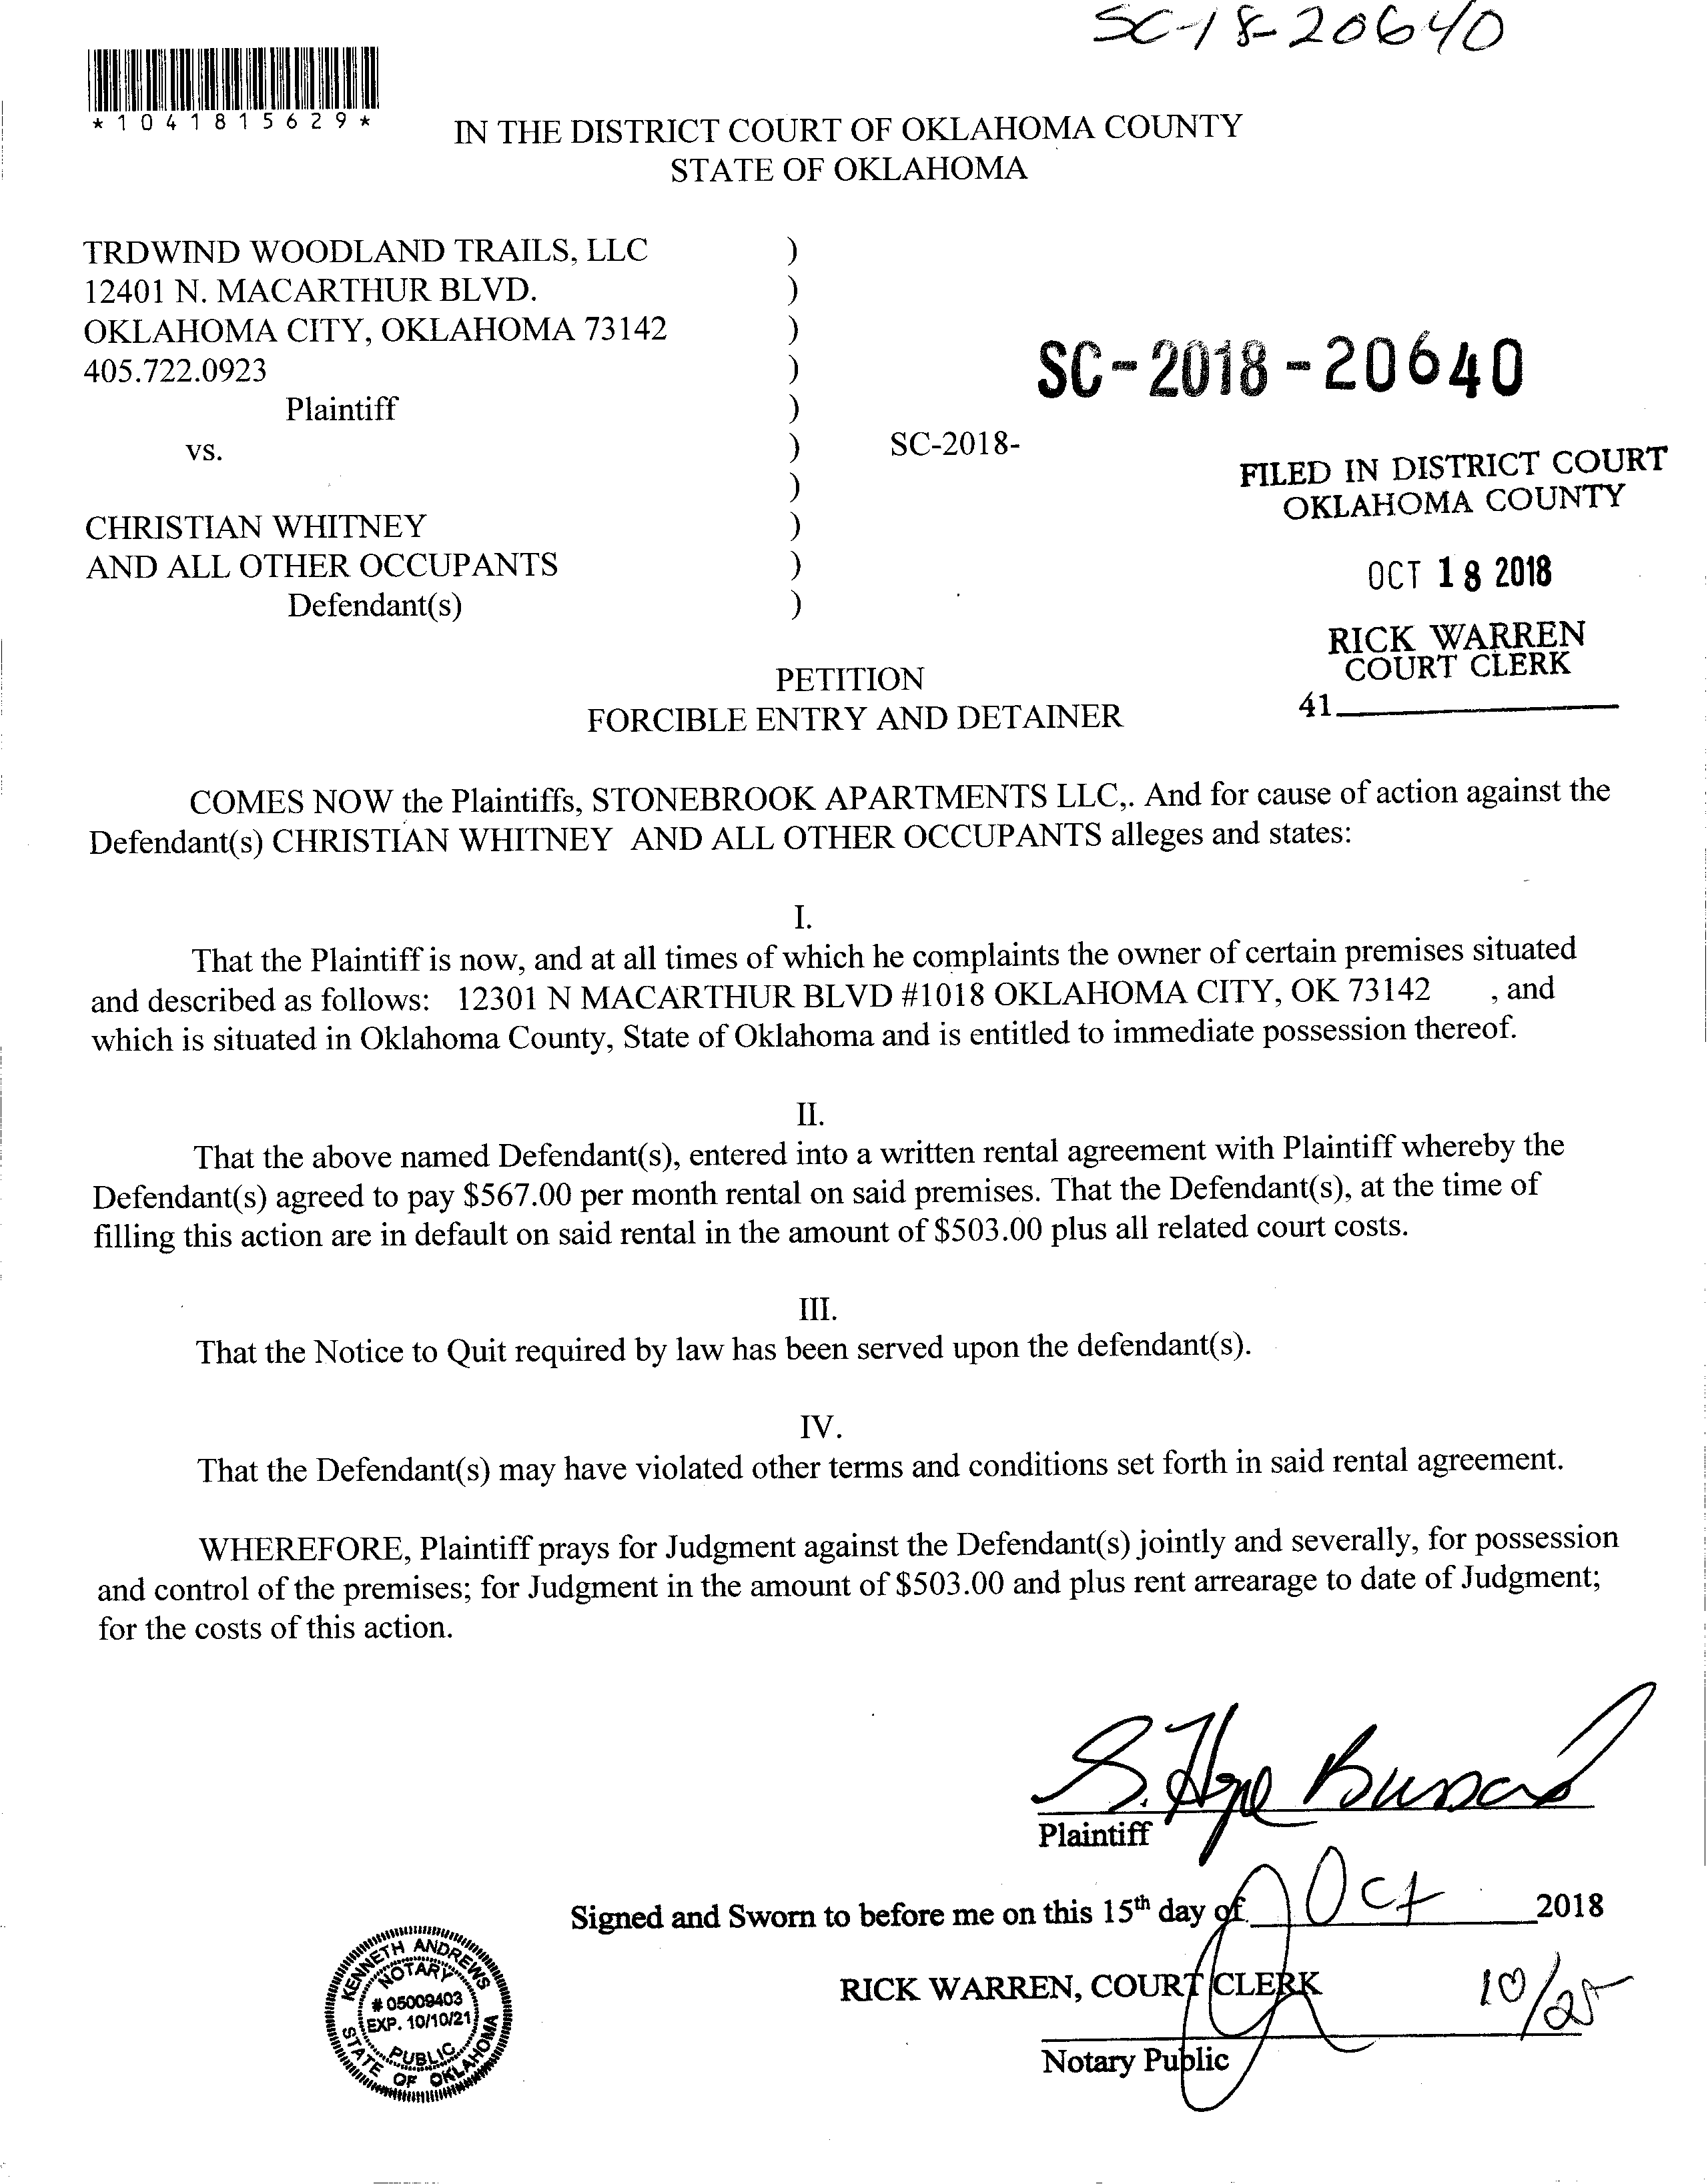 SC-18-20640
*1041815629*
IN THE DISTRICT COURT OF OKLAHOMA COUNTY
STATE OF OKLAHOMA
TRDWIND WOODLAND TRAILS, LLC )
12401 N. MACARTHUR BLVD. )
OKLAHOMA CITY, OKLAHOMA 73142 )
405.722.0923 )
Plaintiff )
vs. )
)
CHRISTIAN WHITNEY )
AND ALL OTHER OCCUPANTS )
Defendant(s) )
SC-2018-20640
SC-2018-
FILED IN DISTRICT COURT
OKLAHOMA COUNTY
OCT 18 2018
RICK WARREN
COURT CLERK
41
PETITION
FORCIBLE ENTRY AND DETAINER
COMES NOW the Plaintiffs, STONEBROOK APARTMENTS LLC,. And for cause of action against the
Defendant(s) CHRISTIAN WHITNEY AND ALL OTHER OCCUPANTS alleges and states:
I.
That the Plaintiff is now, and at all times of which he complaints the owner of certain premises situated
and described as follows: 12301 N MACARTHUR BLVD #1018 OKLAHOMA CITY, OK 73142 , and
which is situated in Oklahoma County, State of Oklahoma and is entitled to immediate possession thereof.
II.
That the above named Defendant(s), entered into a written rental agreement with Plaintiff whereby the
Defendant(s) agreed to pay $567.00 per month rental on said premises. That the Defendant(s), at the time of
filling this action are in default on said rental in the amount of $503.00 plus all related court costs.
III.
That the Notice to Quit required by law has been served upon the defendant(s).
IV.
That the Defendant(s) may have violated other terms and conditions set forth in said rental agreement.
WHEREFORE, Plaintiff prays for Judgment against the Defendant(s) jointly and severally, for possession
and control of the premises; for Judgment in the amount of $503.00 and plus rent arrearage to date of Judgment;
for the costs of this action.
S. Hope
Plaintiff
Signed and Sworn to before me on this 15th day of Oct 2018
RICK WARREN, COURT CLERK
10/25
Notary Public
KENNETH ANDREWS
NOTARY
# 05009403
EXP. 10/10/21
PUBLIC
STATE OF OKLAHOMA